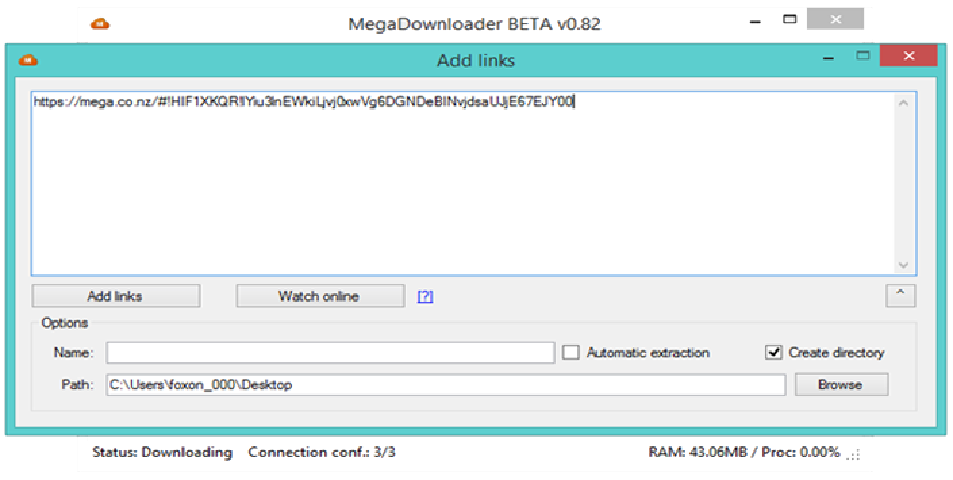 MegaDownloader BETA v0.82
Add links
https://mega.co.nz/#!HIF1XKQR!lYiu3lnEWkiLjvj0xwVg6DGNDeBINvjdsaUJjE67EJY00
Add links
Watch online
[?]
^
Options
Name:
Automatic extraction
Create directory
Path:
C:\Users\foxon_000\Desktop
Browse
Status: Downloading
Connection conf.: 3/3
RAM: 43.06MB / Proc: 0.00%